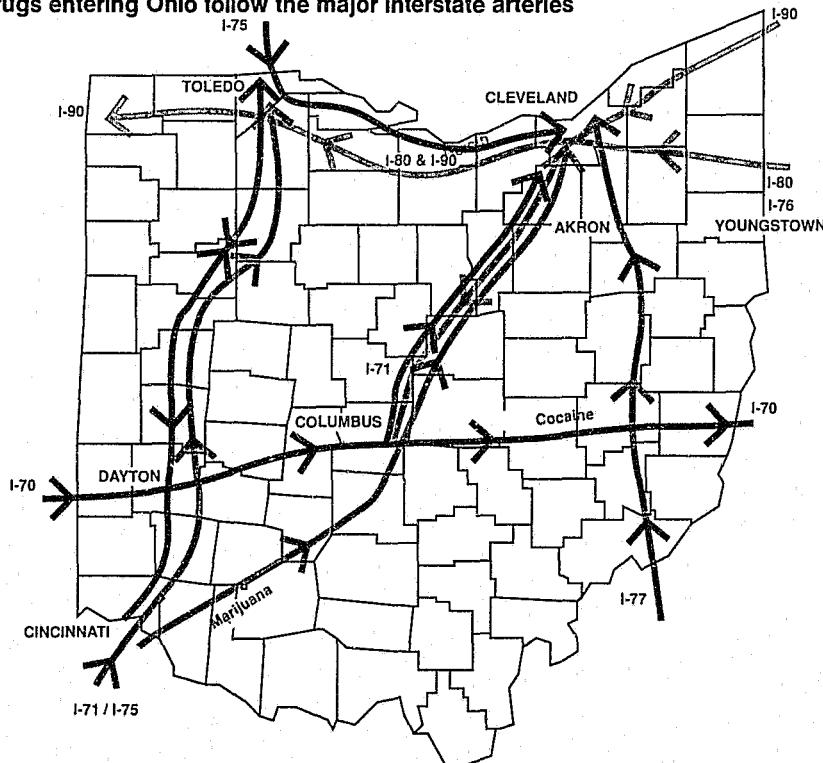 rugs entering Ohio follow the major interstate arteries
I-75
I-90
TOLEDO
I-90
CLEVELAND
I-80 & I-90
I-80
I-76
AKRON
YOUNGSTOWN
I-71
COLUMBUS
Cocaine
I-70
DAYTON
I-70
Marijuana
I-77
CINCINNATI
I-71 / I-75